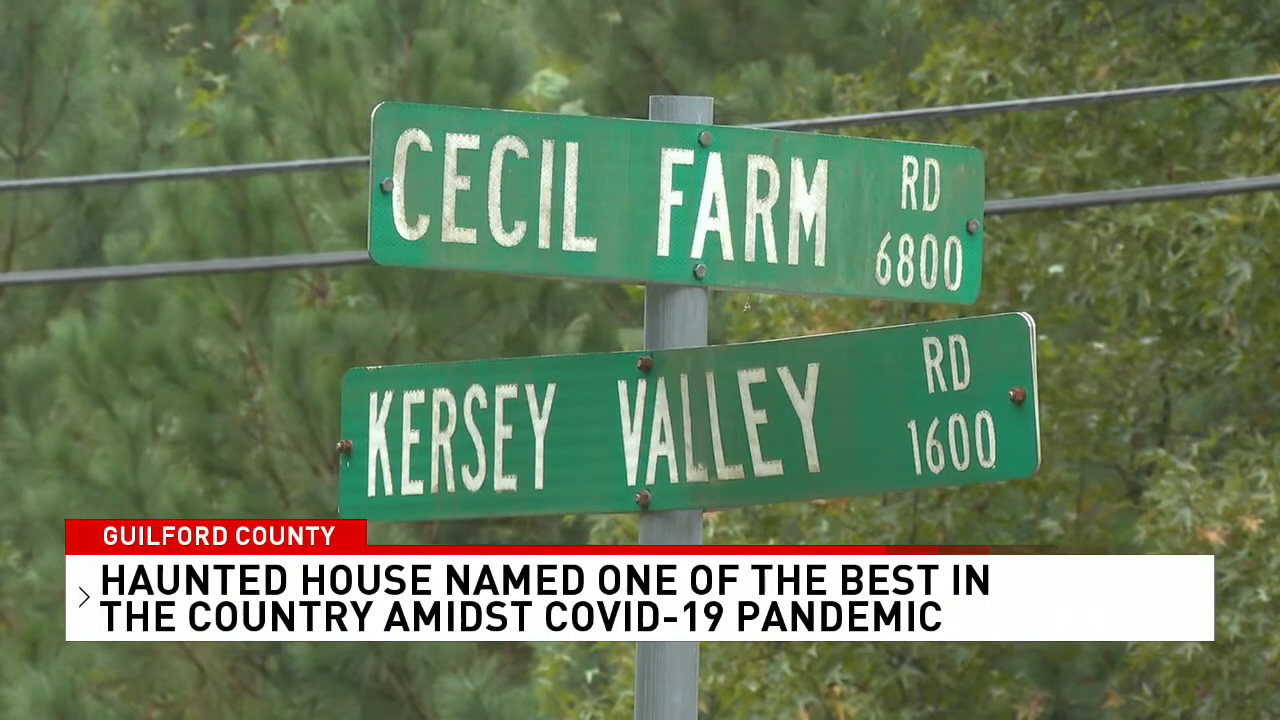 CECIL FARM RD
6800
KERSEY VALLEY RD
1600
GUILFORD COUNTY
HAUNTED HOUSE NAMED ONE OF THE BEST IN
THE COUNTRY AMIDST COVID-19 PANDEMIC